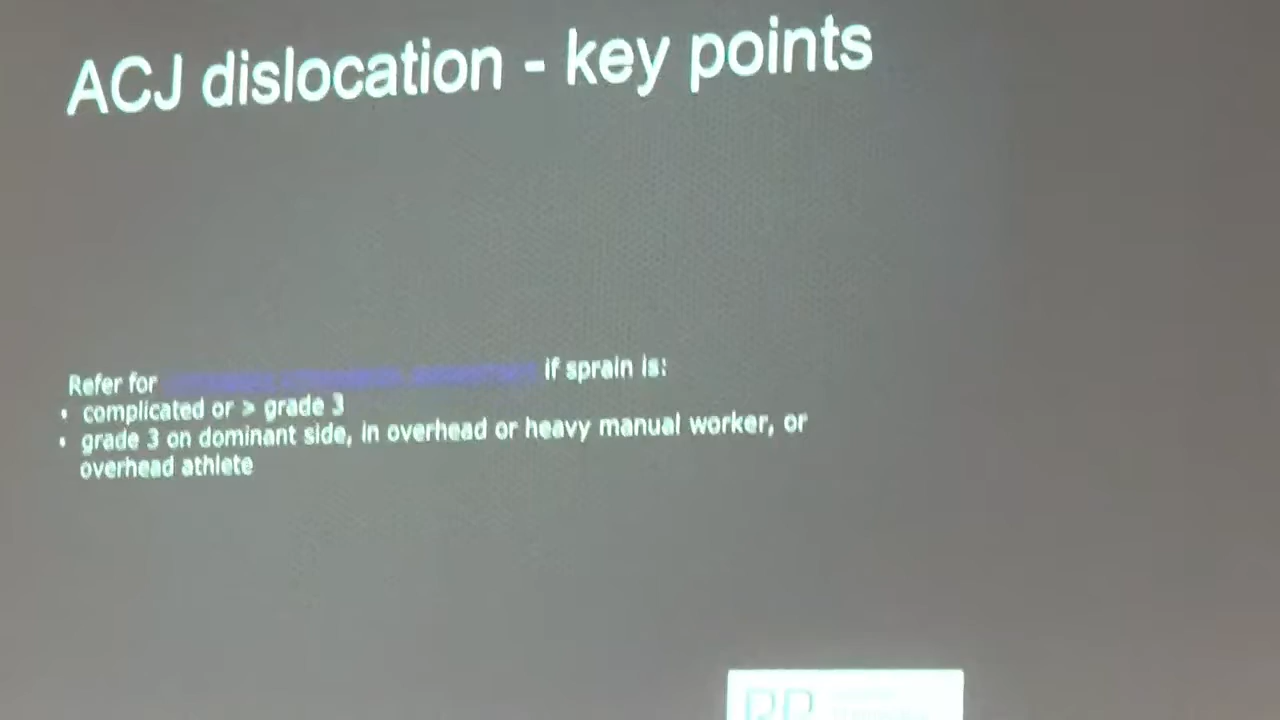 ACJ dislocation - key points
Refer for if sprain is:
• complicated or > grade 3
• grade 3 on dominant side, in overhead or heavy manual worker, or
overhead athlete